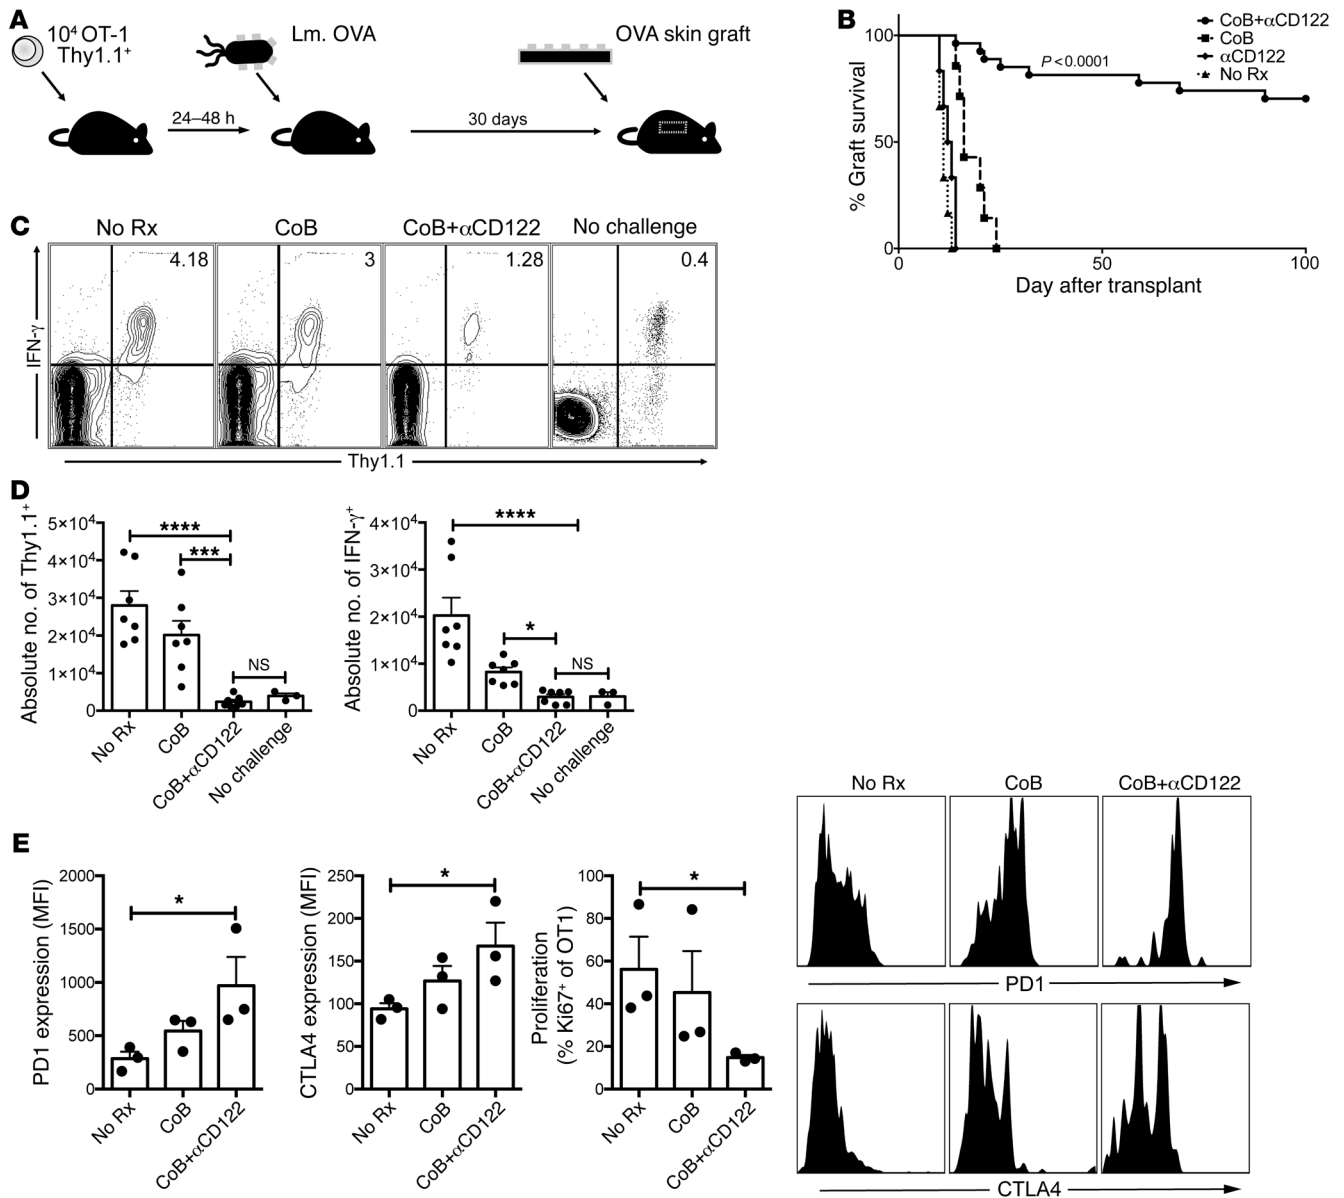 A
10⁴ OT-1
Thy1.1⁺
Lm. OVA
OVA skin graft
24–48 h
30 days
B
CoB+αCD122
CoB
αCD122
No Rx
P < 0.0001
% Graft survival
100
50
0
0 50 100
Day after transplant
C
No Rx CoB CoB+αCD122 No challenge
4.18 3 1.28 0.4
IFN-γ
Thy1.1
D
Absolute no. of Thy1.1⁺
5×10⁴
4×10⁴
3×10⁴
2×10⁴
1×10⁴
0
****
***
NS
No Rx
CoB
CoB+αCD122
No challenge
Absolute no. of IFN-γ⁺
4×10⁴
3×10⁴
2×10⁴
1×10⁴
0
****
*
NS
No Rx
CoB
CoB+αCD122
No challenge
E
PD1 expression (MFI)
2000
1500
1000
500
0
*
No Rx
CoB
CoB+αCD122
CTLA4 expression (MFI)
250
200
150
100
50
0
*
No Rx
CoB
CoB+αCD122
Proliferation
(% Ki67⁺ of OT1)
100
80
60
40
20
0
*
No Rx
CoB
CoB+αCD122
No Rx CoB CoB+αCD122
PD1
CTLA4